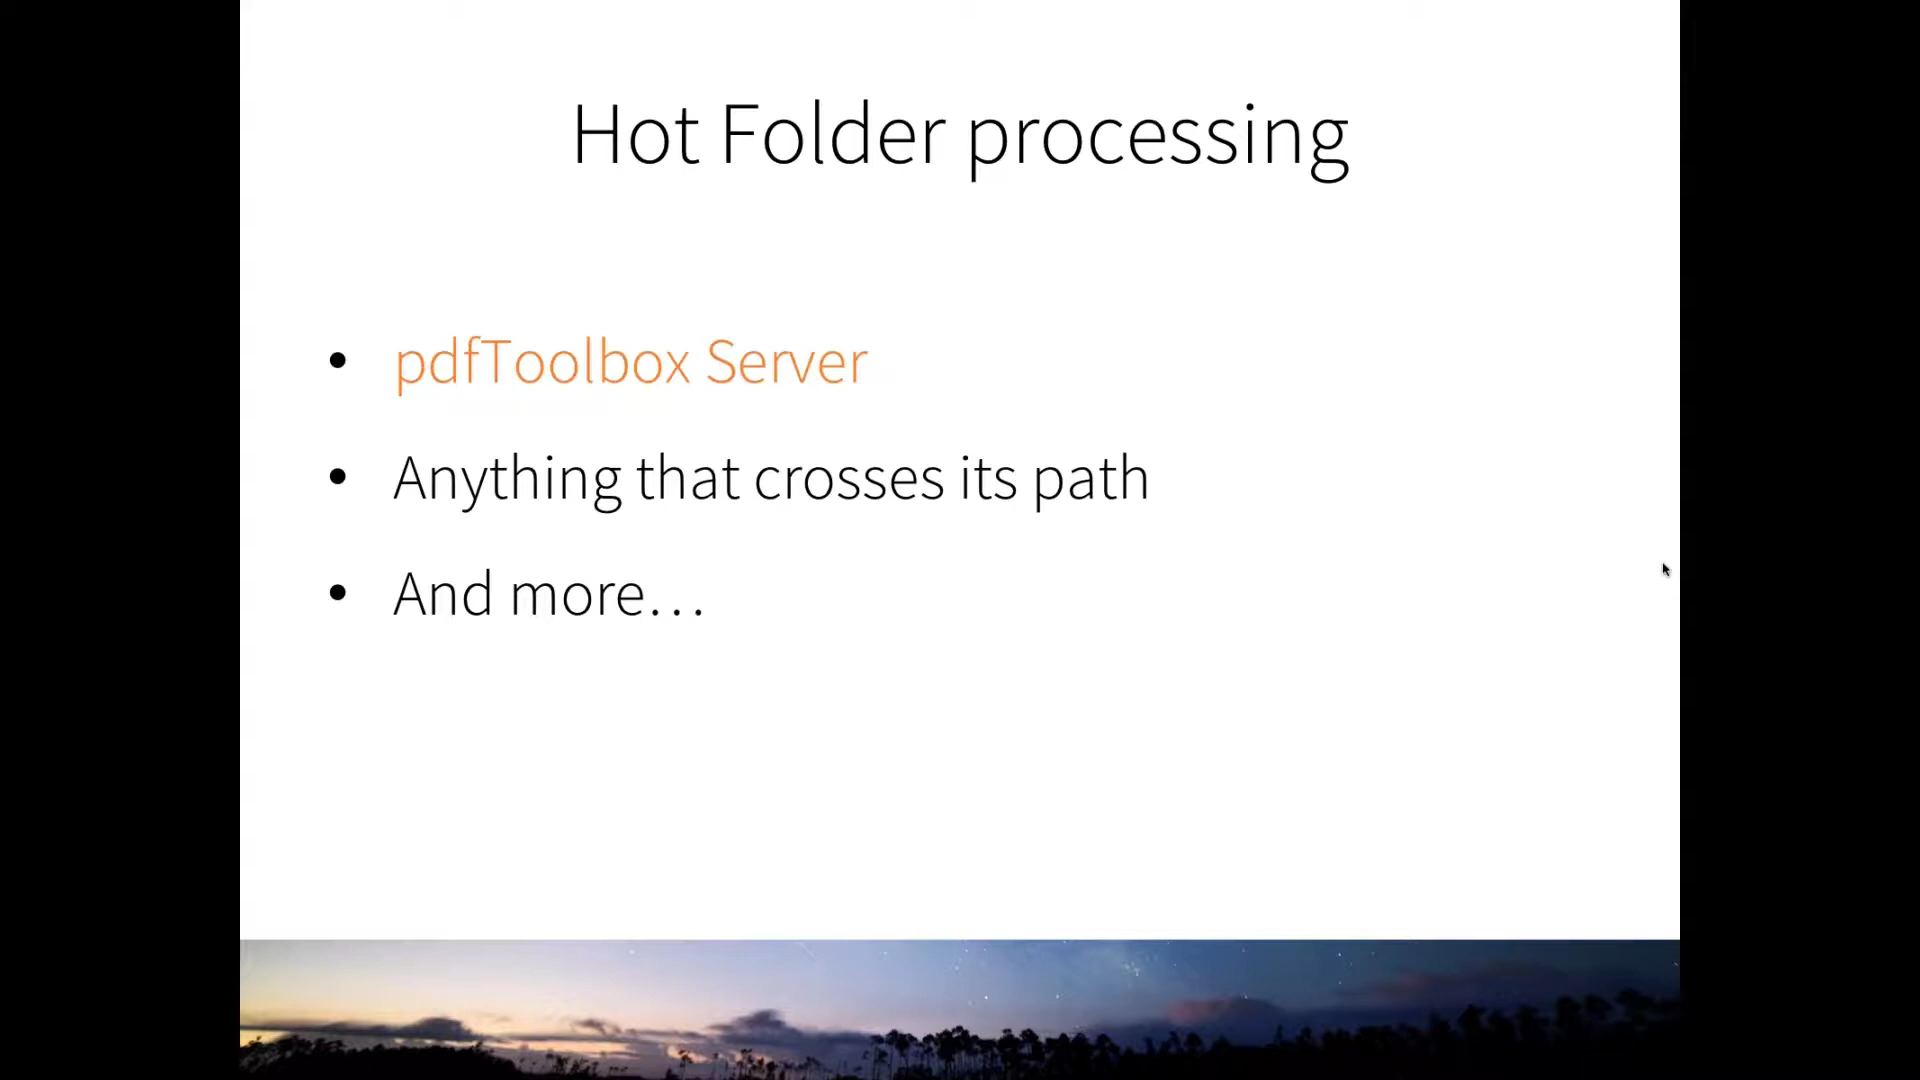 Hot Folder processing
• pdfToolbox Server
• Anything that crosses its path
• And more…